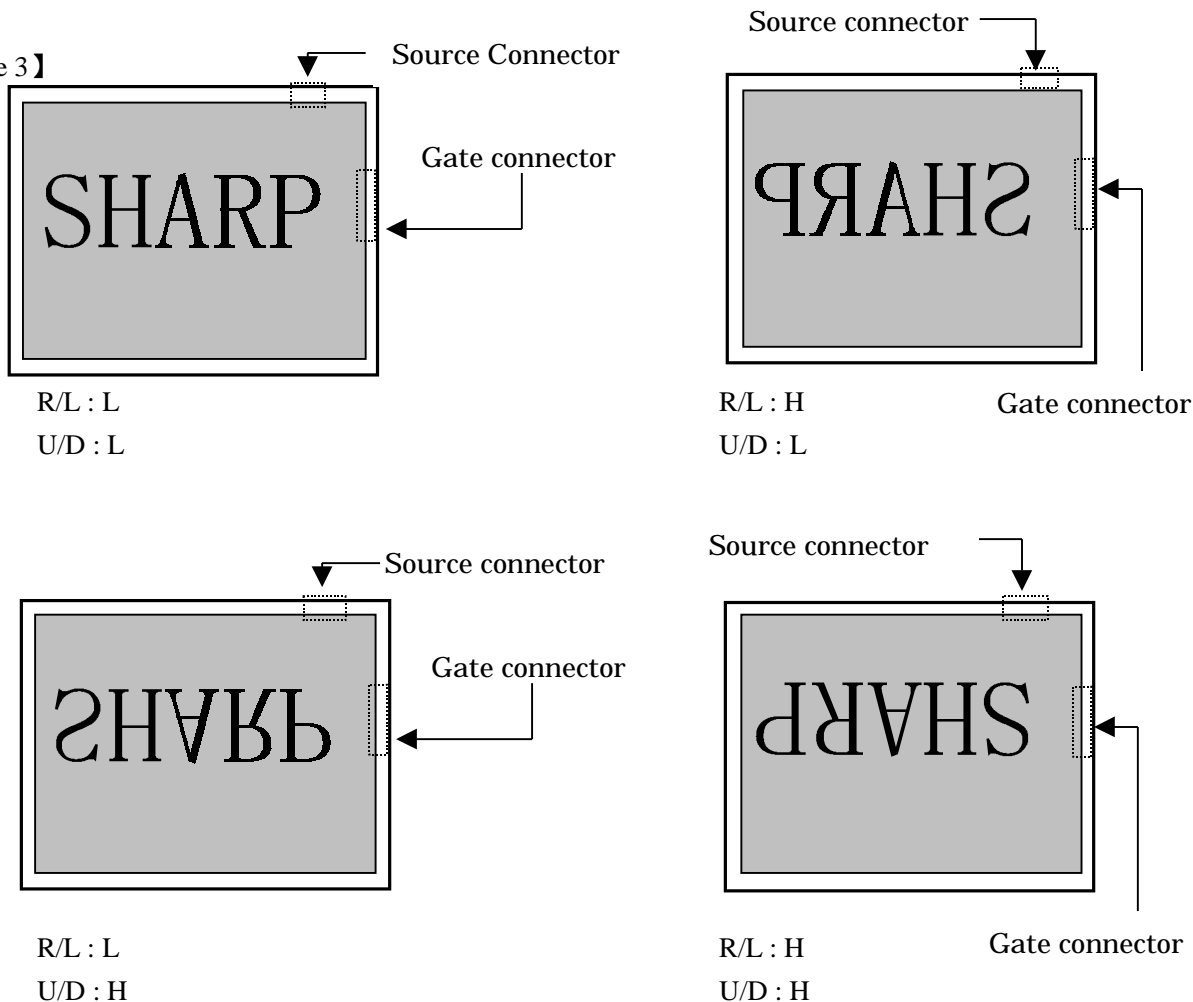 e 3】
Source Connector
Gate connector
SHARP
R/L : L
U/D : L
Source connector
SHARP
Gate connector
R/L : H
U/D : L
Source connector
Gate connector
SHARP
R/L : L
U/D : H
Source connector
SHARP
Gate connector
R/L : H
U/D : H